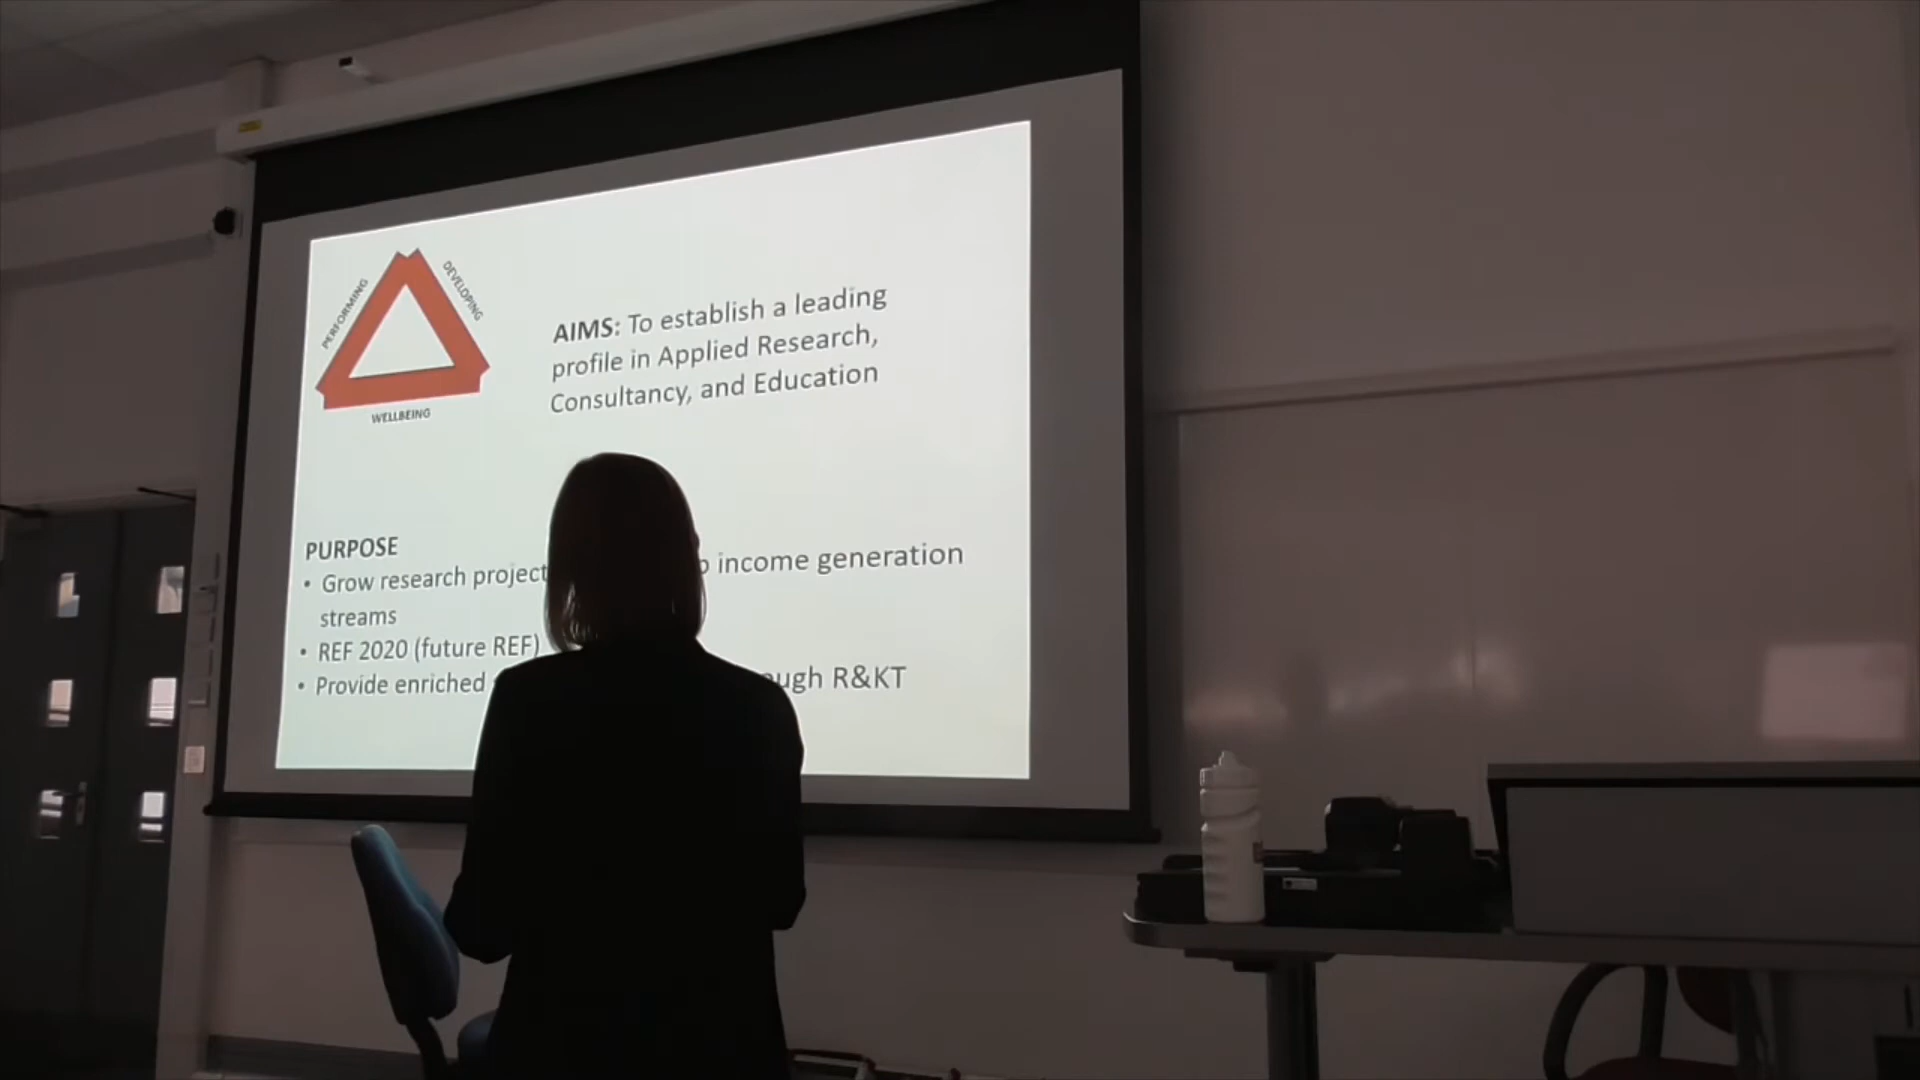 PERFORMING
DEVELOPING
WELLBEING
AIMS: To establish a leading
profile in Applied Research,
Consultancy, and Education
PURPOSE
• Grow research project income generation
streams
• REF 2020 (future REF)
• Provide enriched R&KT